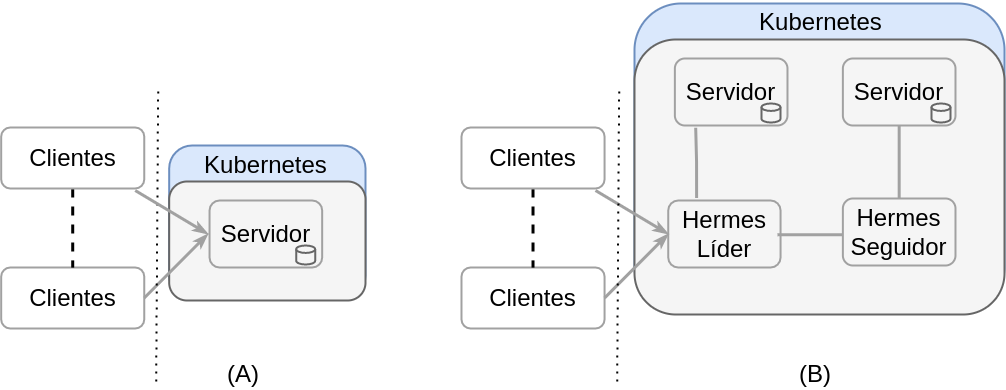 Clientes
Clientes
Kubernetes
Servidor
(A)
Clientes
Clientes
Kubernetes
Servidor
Servidor
Hermes
Líder
Hermes
Seguidor
(B)